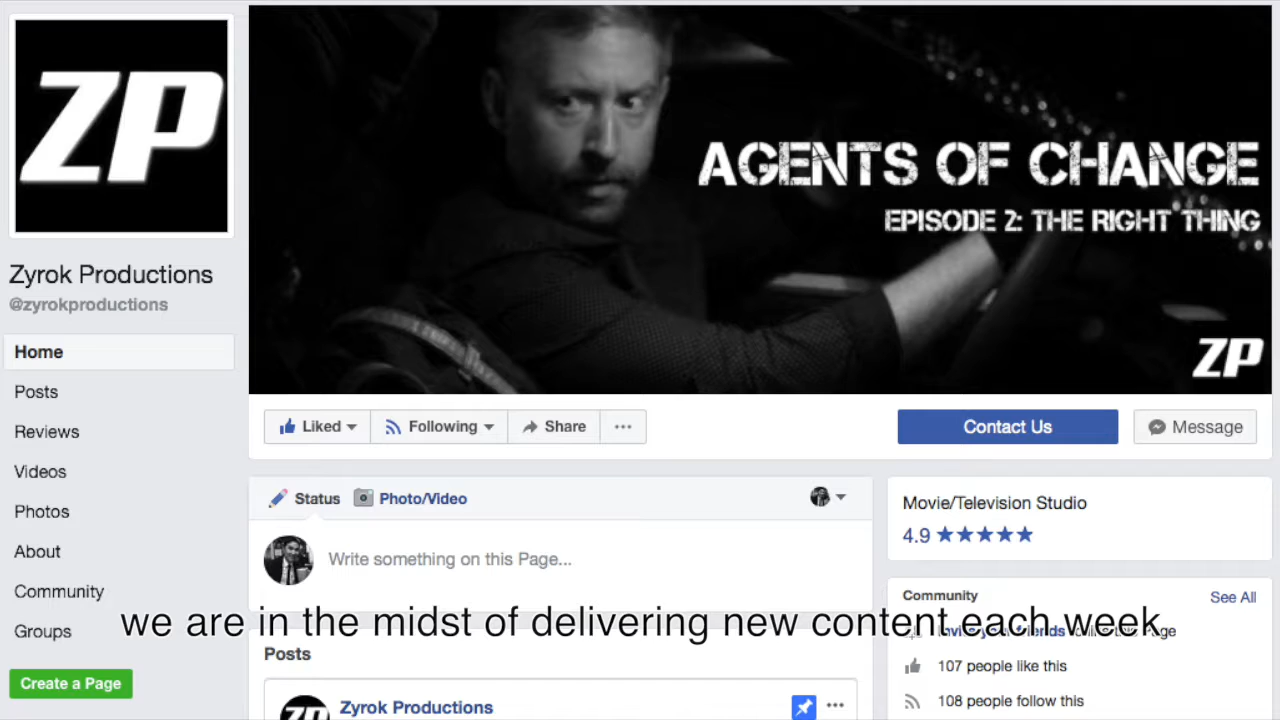 ZP
AGENTS OF CHANGE
EPISODE 2: THE RIGHT THING
ZP
Zyrok Productions
@zyrokproductions
Home
Posts
Reviews
Videos
Photos
About
Community
Groups
Create a Page
Liked
Following
Share
Contact Us
Message
Status
Photo/Video
Write something on this Page...
Movie/Television Studio
4.9 ★★★★★
Community
See All
107 people like this
108 people follow this
we are in the midst of delivering new content each week
Posts
ZP
Zyrok Productions